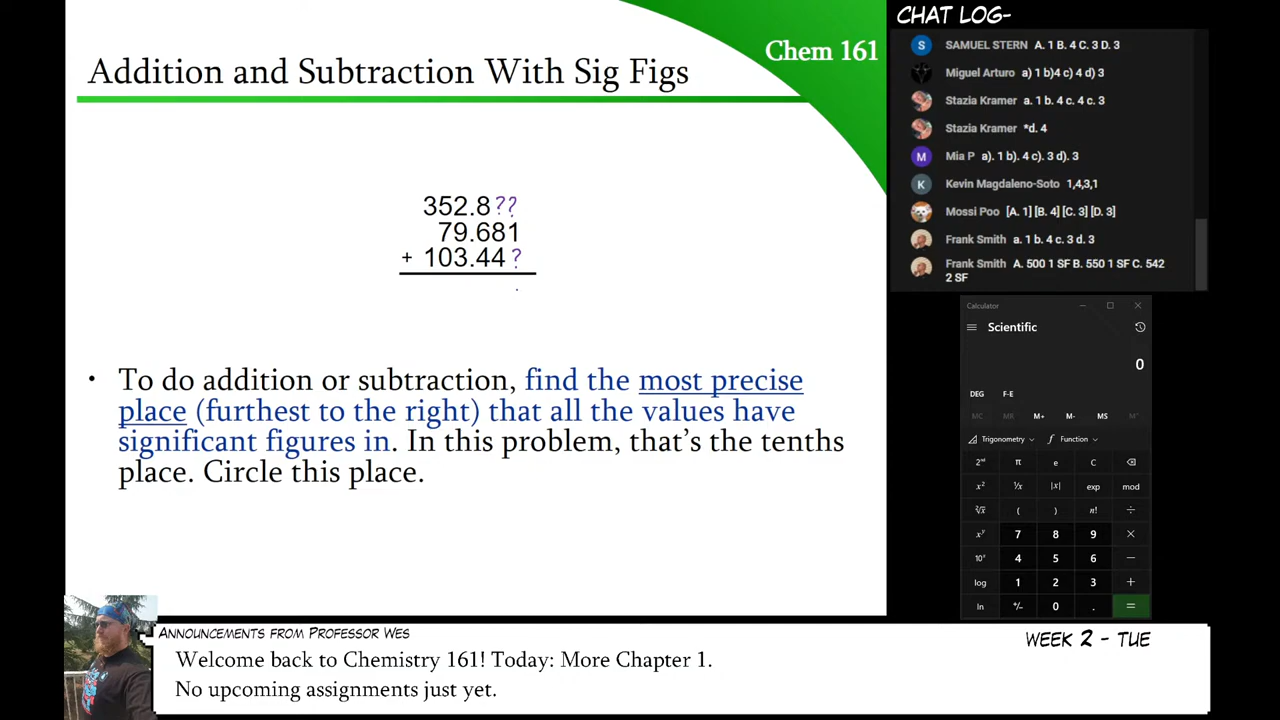 Chem 161
Addition and Subtraction With Sig Figs
352.8??
79.681
+ 103.44?
• To do addition or subtraction, find the most precise
place (furthest to the right) that all the values have
significant figures in. In this problem, that’s the tenths
place. Circle this place.
CHAT LOG-
S SAMUEL STERN A. 1 B. 4 C. 3 D. 3
Miguel Arturo a) 1 b)4 c) 4 d) 3
Stazia Kramer a. 1 b. 4 c. 4 c. 3
Stazia Kramer *d. 4
M Mia P a). 1 b). 4 c). 3 d). 3
K Kevin Magdaleno-Soto 1,4,3,1
Mossi Poo [A. 1] [B. 4] [C. 3] [D. 3]
Frank Smith a. 1 b. 4 c. 3 d. 3
Frank Smith A. 500 1 SF B. 550 1 SF C. 542
2 SF
Calculator
Scientific
0
DEG F-E
MC MR M+ M- MS M˅
Trigonometry Function
2ⁿᵈ π e C
x² ¹/x |x| exp mod
²√x ( ) n! ÷
xʸ 7 8 9 ×
10ˣ 4 5 6 −
log 1 2 3 +
ln +/− 0 . =
ANNOUNCEMENTS FROM PROFESSOR WES
WEEK 2 - TUE
Welcome back to Chemistry 161! Today: More Chapter 1.
No upcoming assignments just yet.